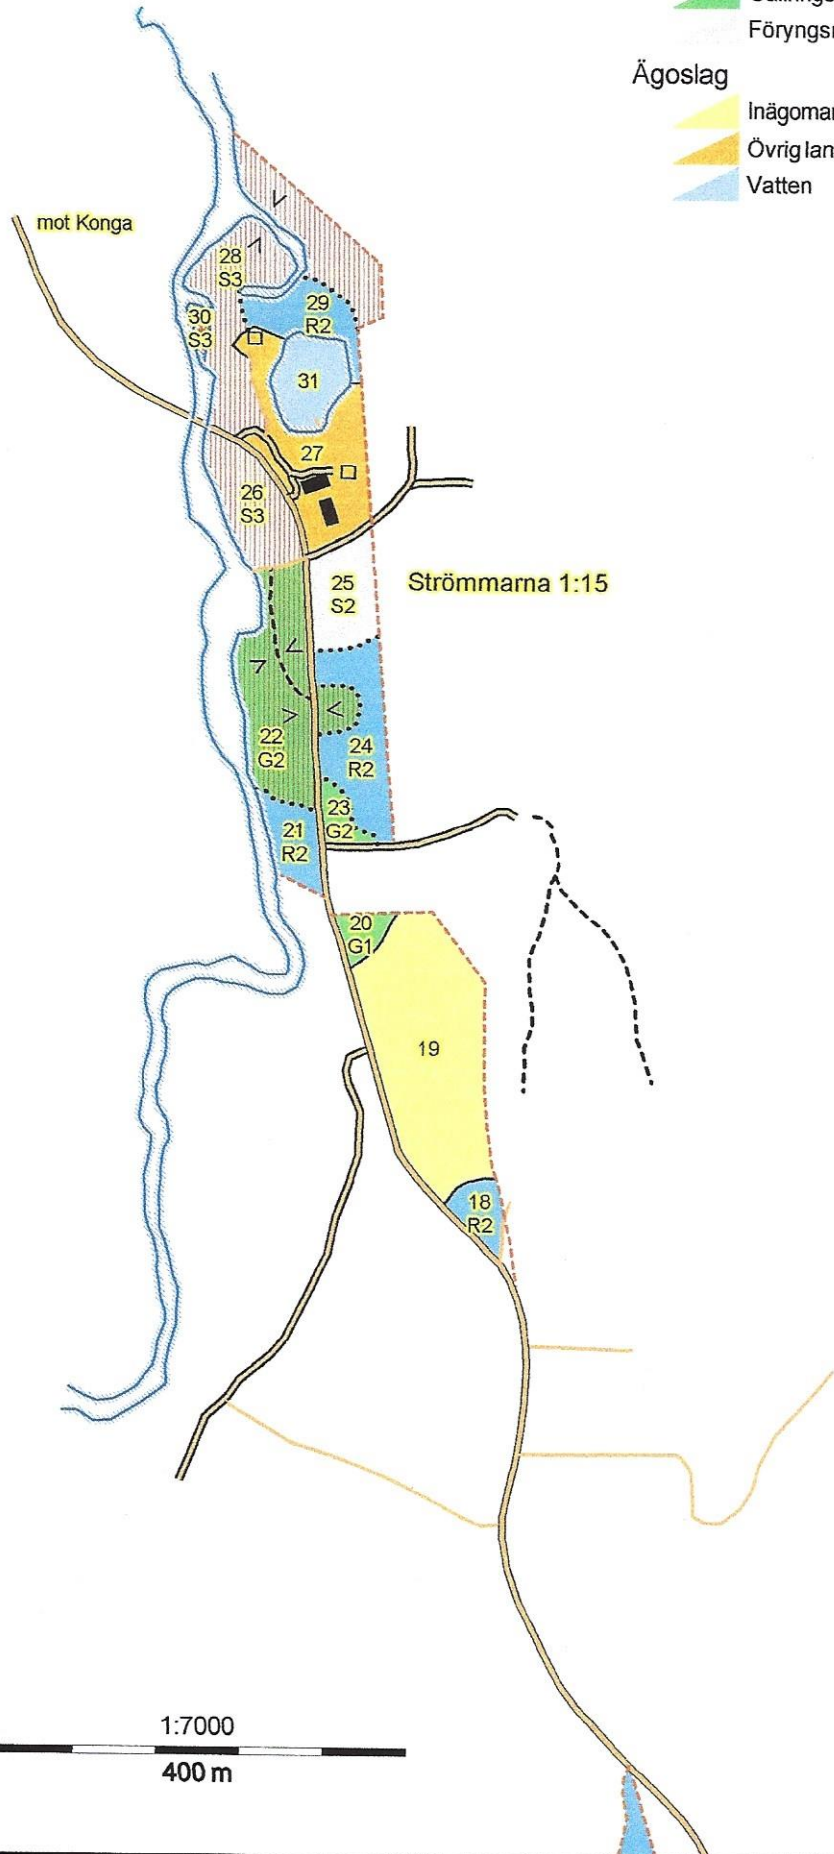 Föryngs
Ägoslag
Inägomar
Övrig lan
Vatten
mot Konga
28
S3
29
R2
30
S3
31
27
26
S3
25
S2
Strömmarna 1:15
22
G2
24
R2
23
G2
21
R2
20
G1
19
18
R2
1:7000
400 m